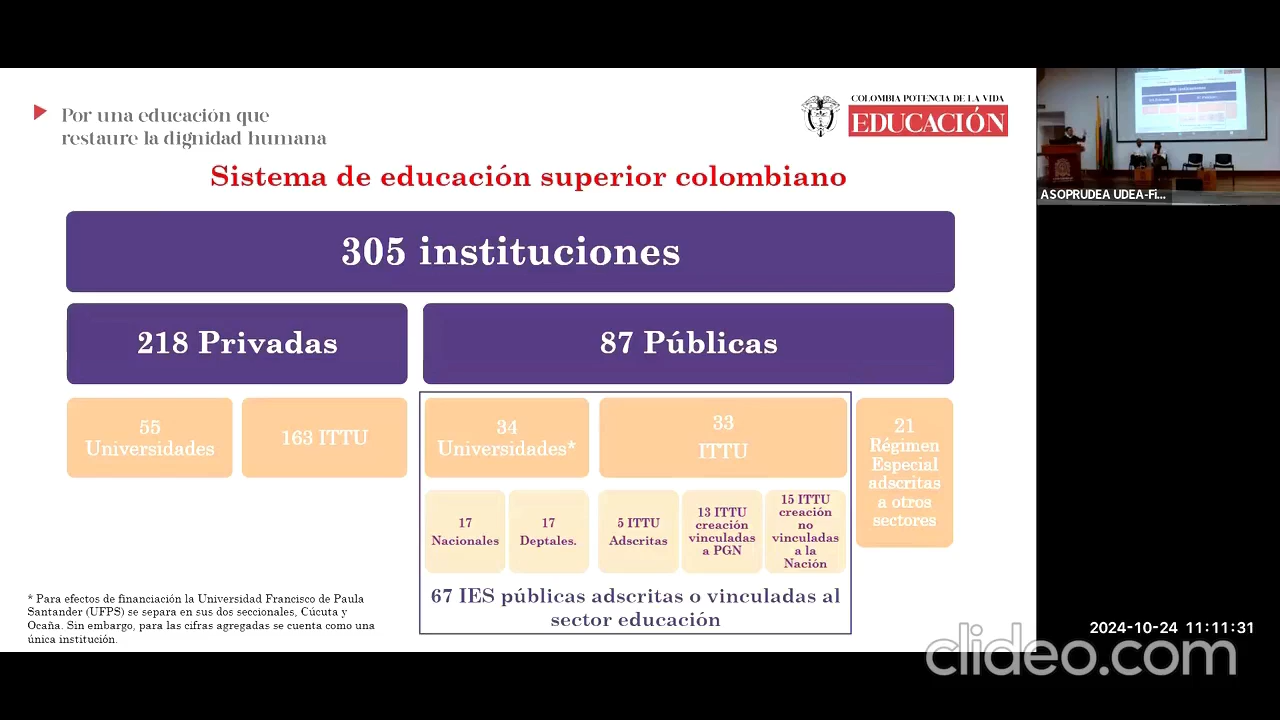 Por una educación que
restaure la dignidad humana
COLOMBIA POTENCIA DE LA VIDA
EDUCACIÓN
Sistema de educación superior colombiano
305 instituciones
218 Privadas
87 Públicas
55
Universidades
163 ITTU
34
Universidades*
33
ITTU
21
Régimen
Especial
adscritas
a otros
sectores
17
Nacionales
17
Deptales.
5 ITTU
Adscritas
13 ITTU
creación
vinculadas
a PGN
15 ITTU
creación
no
vinculadas
a la
Nación
67 IES públicas adscritas o vinculadas al
sector educación
* Para efectos de financiación la Universidad Francisco de Paula
Santander (UFPS) se separa en sus dos seccionales, Cúcuta y
Ocaña. Sin embargo, para las cifras agregadas se cuenta como una
única institución.
305 instituciones
ASOPRUDEA UDEA-Fi...
2024-10-24 11:11:31
clideo.com